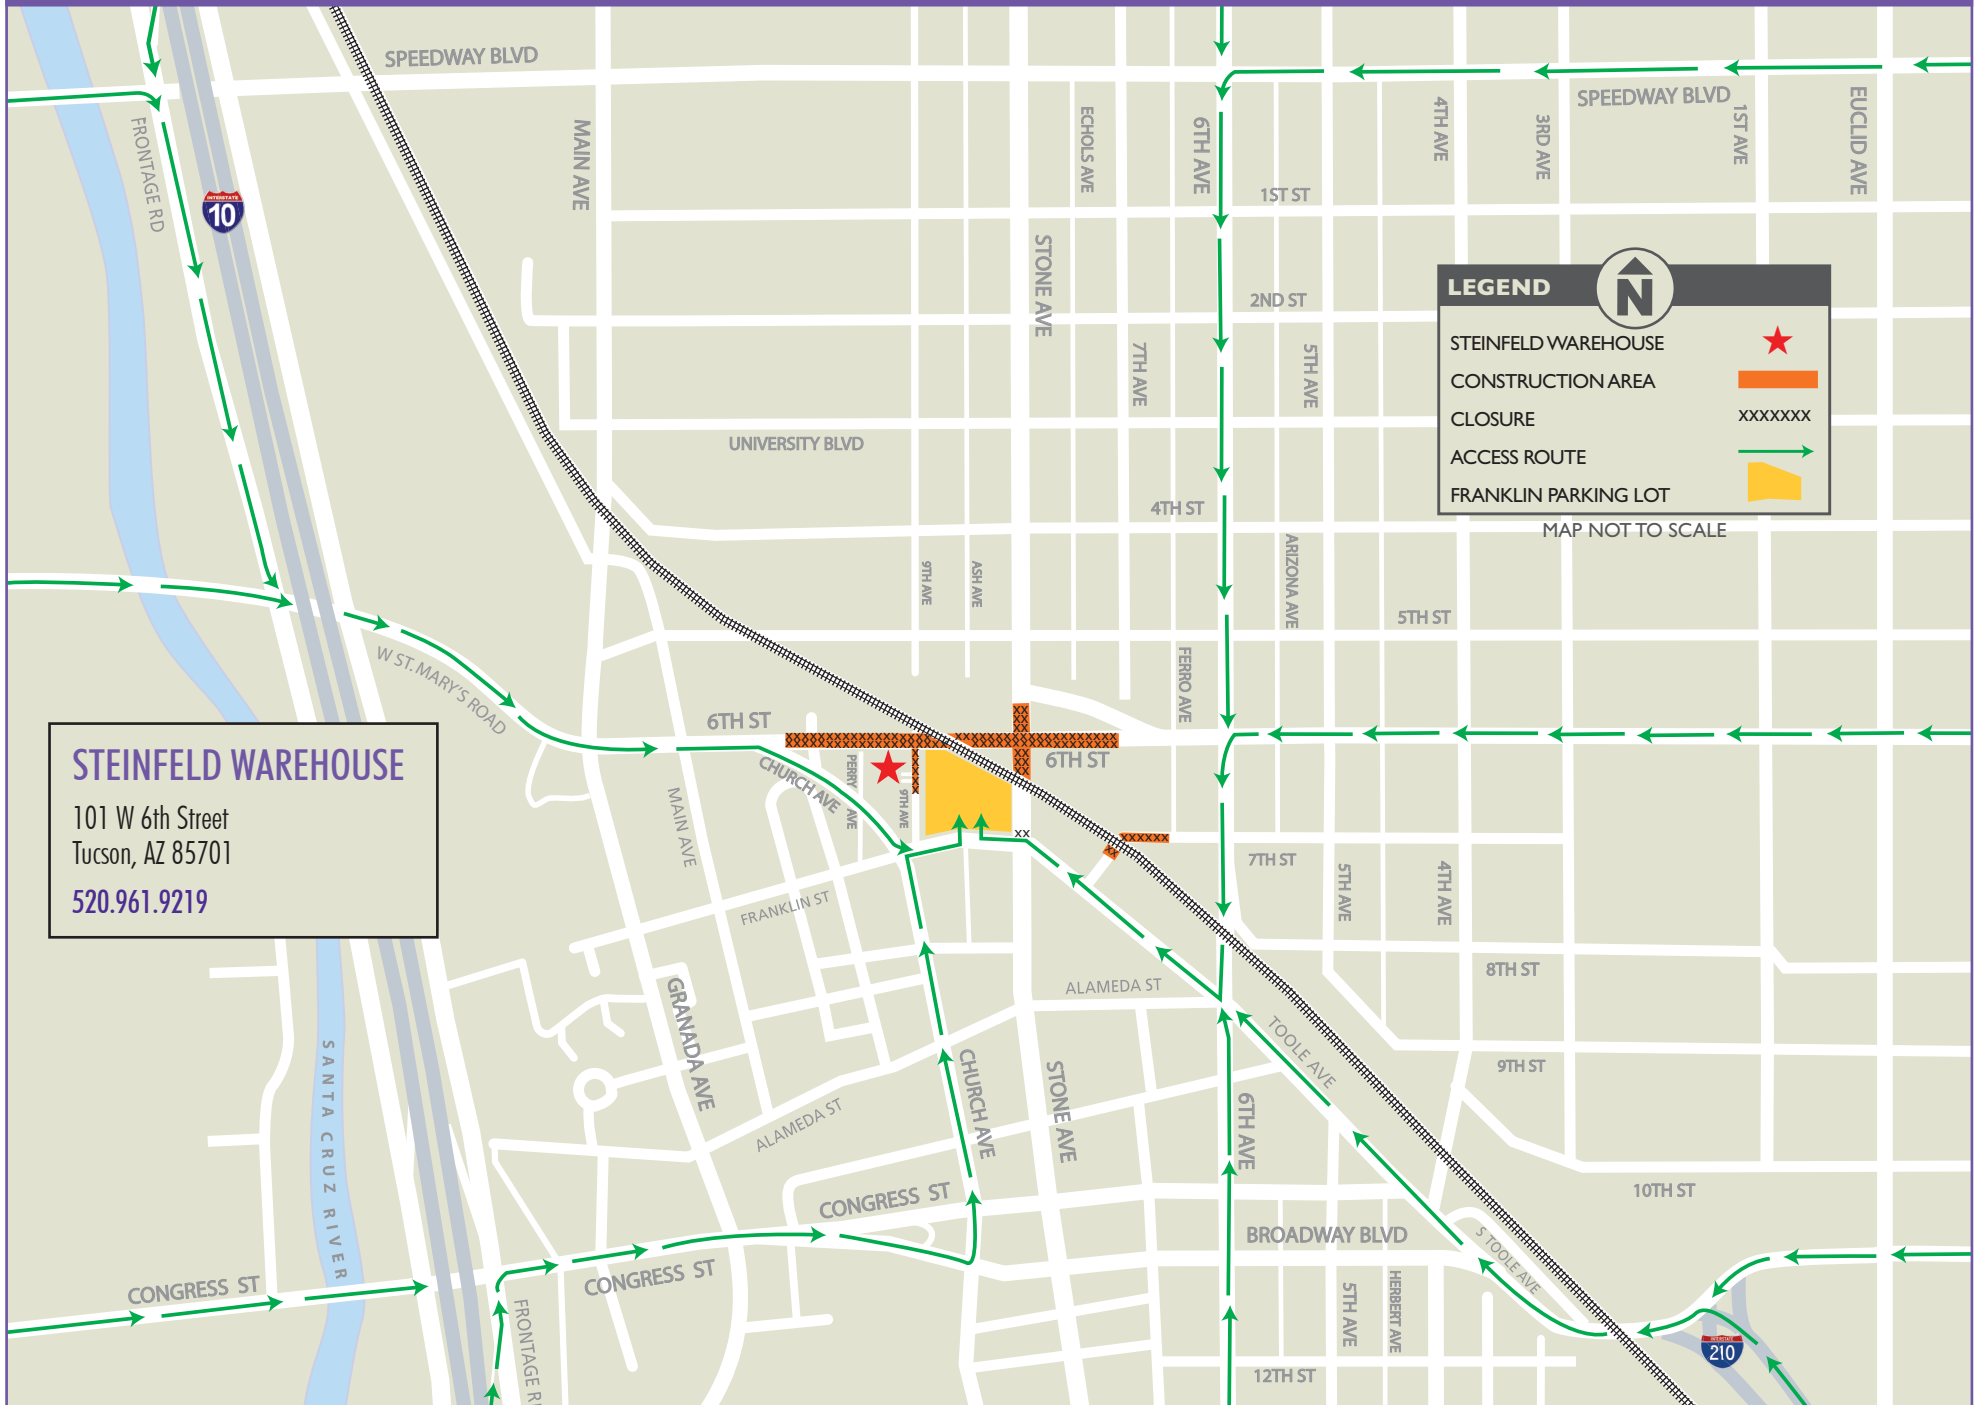 SPEEDWAY BLVD
SPEEDWAY BLVD
FRONTAGE RD
INTERSTATE
10
MAIN AVE
ECHOLS AVE
6TH AVE
4TH AVE
3RD AVE
1ST AVE
EUCLID AVE
1ST ST
STONE AVE
2ND ST
7TH AVE
5TH AVE
LEGEND
N
STEINFELD WAREHOUSE
CONSTRUCTION AREA
CLOSURE
XXXXXXX
ACCESS ROUTE
FRANKLIN PARKING LOT
MAP NOT TO SCALE
UNIVERSITY BLVD
4TH ST
9TH AVE
ASH AVE
ARIZONA AVE
5TH ST
W ST. MARY'S ROAD
FERRO AVE
6TH ST
6TH ST
STEINFELD WAREHOUSE
101 W 6th Street
Tucson, AZ 85701
520.961.9219
CHURCH AVE
PERRY AVE
9TH AVE
MAIN AVE
XX
XXXXXX
XX
7TH ST
5TH AVE
4TH AVE
FRANKLIN ST
8TH ST
ALAMEDA ST
GRANADA AVE
TOOLE AVE
9TH ST
SANTA CRUZ RIVER
CHURCH AVE
STONE AVE
6TH AVE
ALAMEDA ST
10TH ST
CONGRESS ST
BROADWAY BLVD
S TOOLE AVE
CONGRESS ST
CONGRESS ST
FRONTAGE R
5TH AVE
HERBERT AVE
210
12TH ST